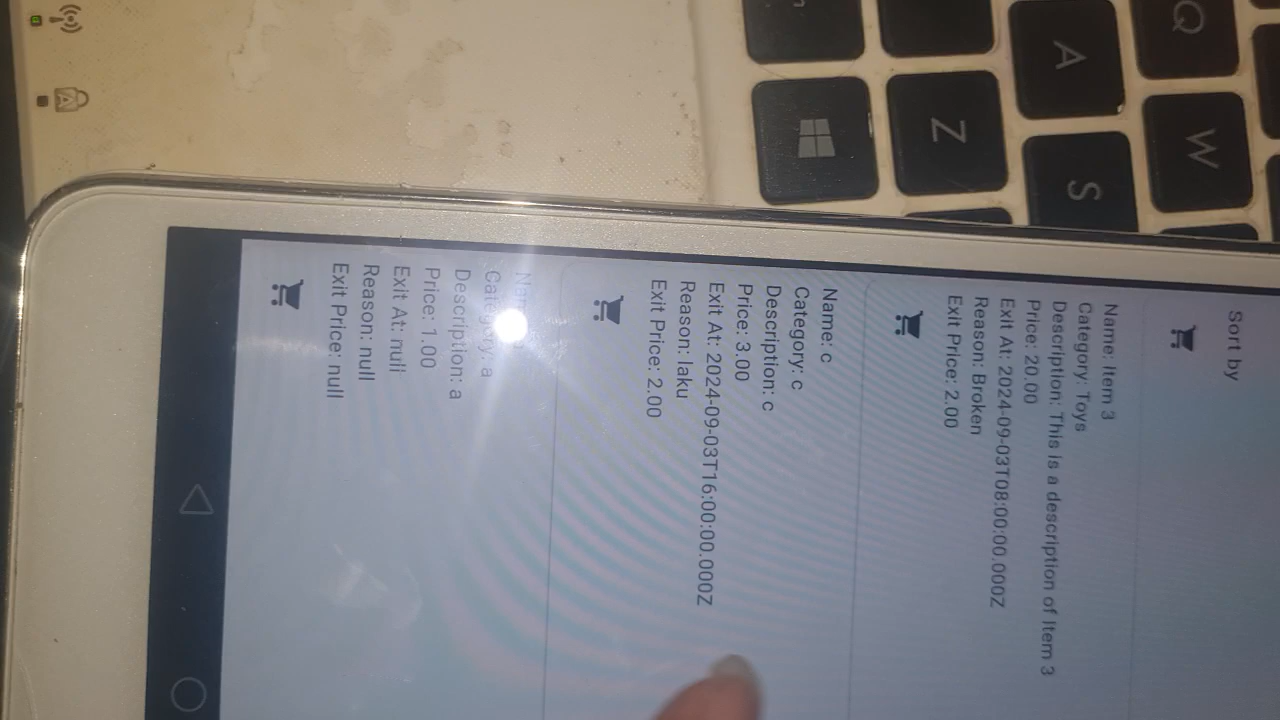 Sort by
Name: Item 3
Category: Toys
Description: This is a description of Item 3
Price: 20.00
Exit At: 2024-09-03T08:00:00.000Z
Reason: Broken
Exit Price: 2.00
Name: c
Category: c
Description: c
Price: 3.00
Exit At: 2024-09-03T16:00:00.000Z
Reason: laku
Exit Price: 2.00
Category: a
Description: a
Price: 1.00
Exit At: null
Reason: null
Exit Price: null
Q
W
A
S
Z
A